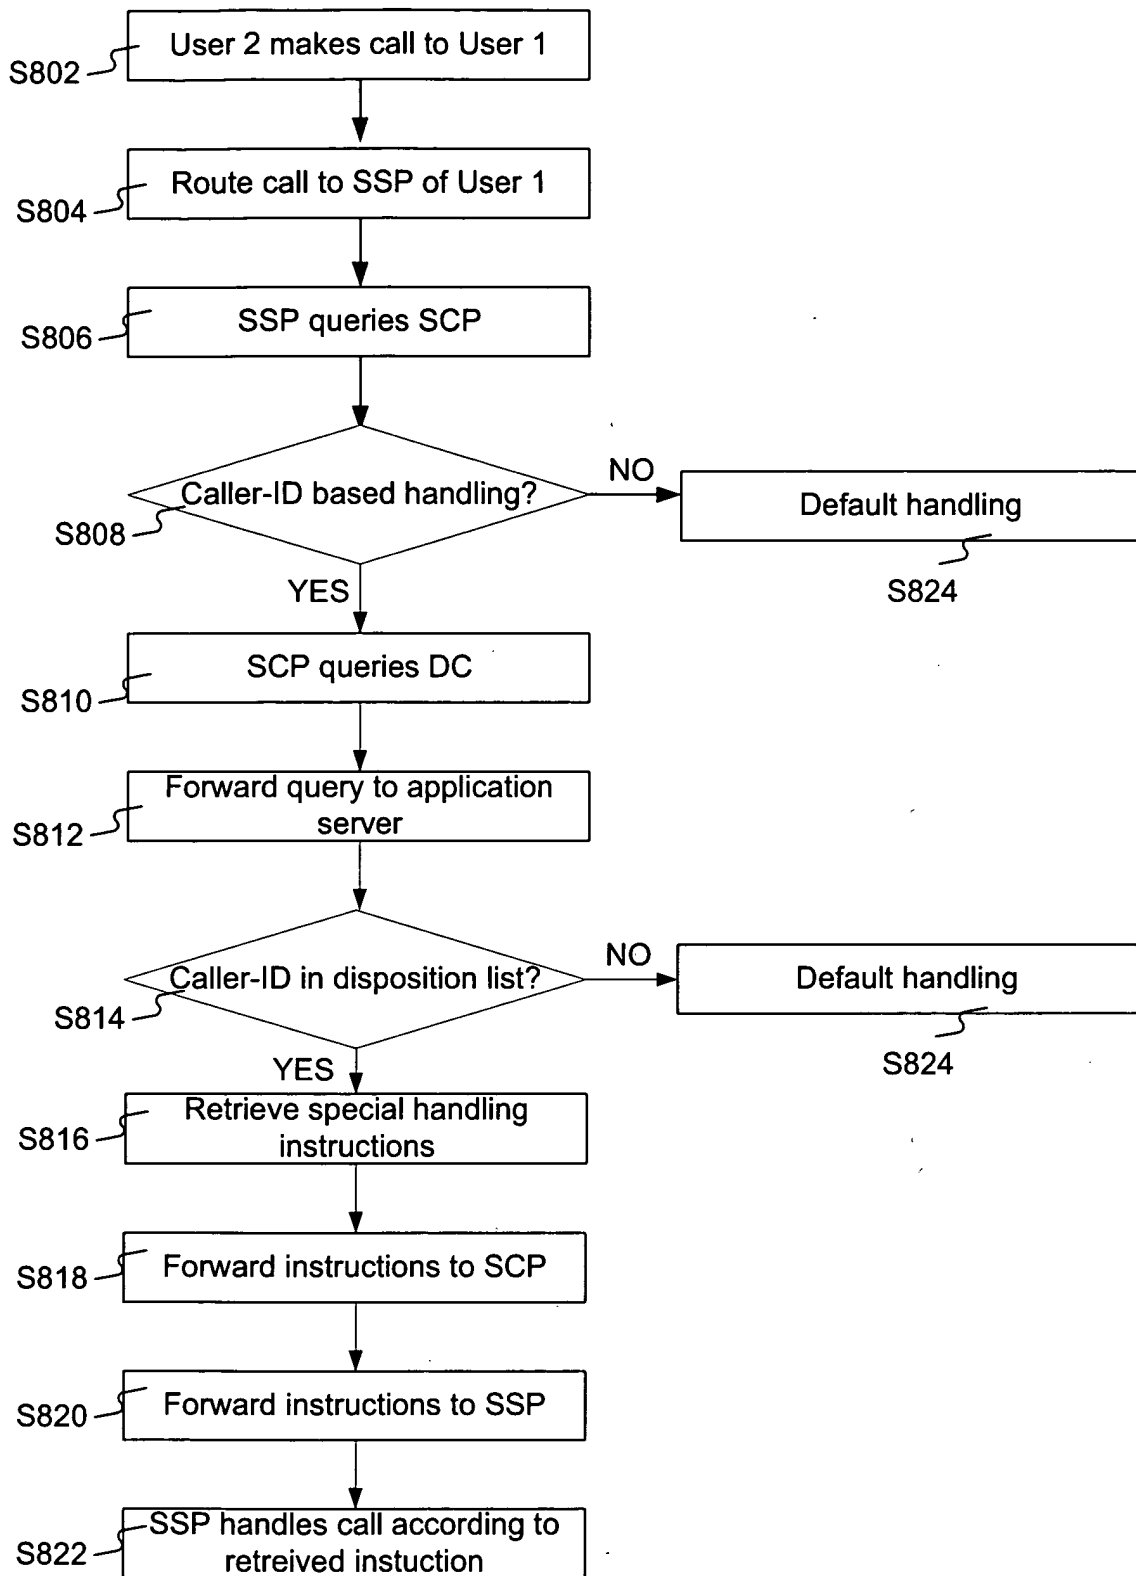 User 2 makes call to User 1
S802
Route call to SSP of User 1
S804
SSP queries SCP
S806
Caller-ID based handling?
S808
NO
Default handling
S824
YES
SCP queries DC
S810
Forward query to application
server
S812
Caller-ID in disposition list?
S814
NO
Default handling
S824
YES
Retrieve special handling
instructions
S816
Forward instructions to SCP
S818
Forward instructions to SSP
S820
SSP handles call according to
retreived instuction
S822